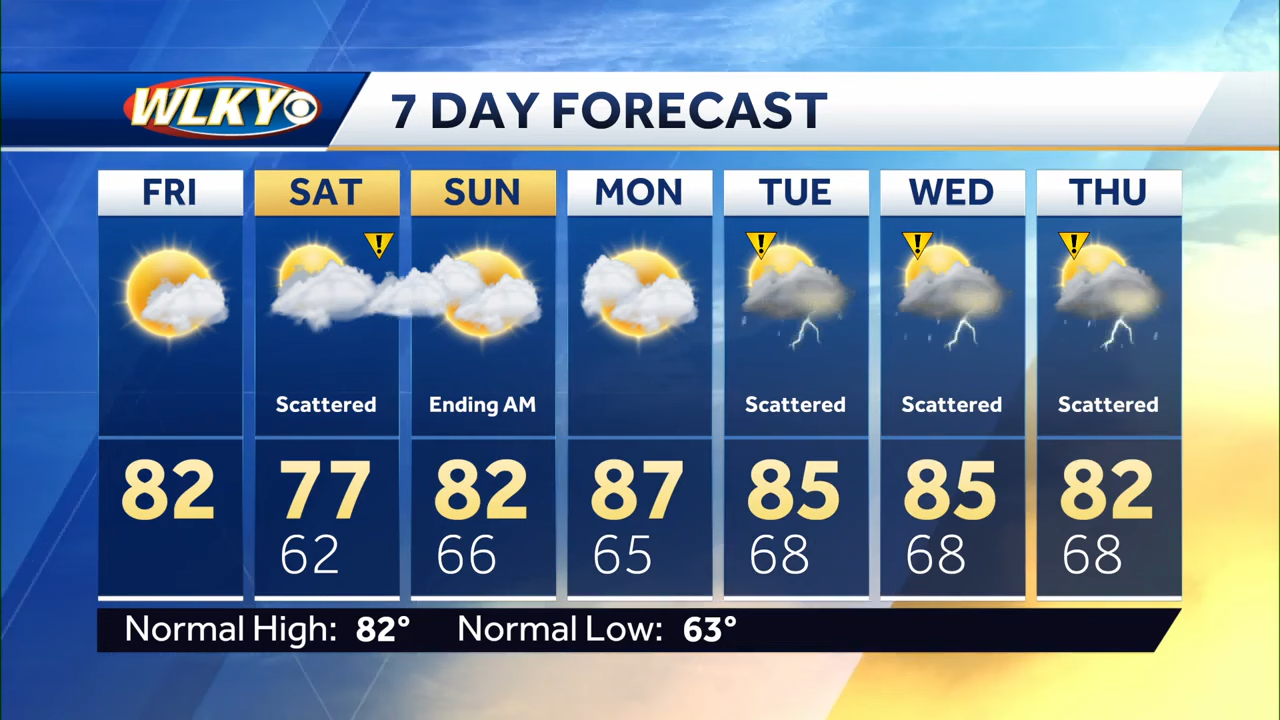 WLKY
7 DAY FORECAST
FRI SAT SUN MON TUE WED THU
! ! ! !
Scattered Ending AM Scattered Scattered Scattered
82 77 82 87 85 85 82
62 66 65 68 68 68
Normal High: 82° Normal Low: 63°